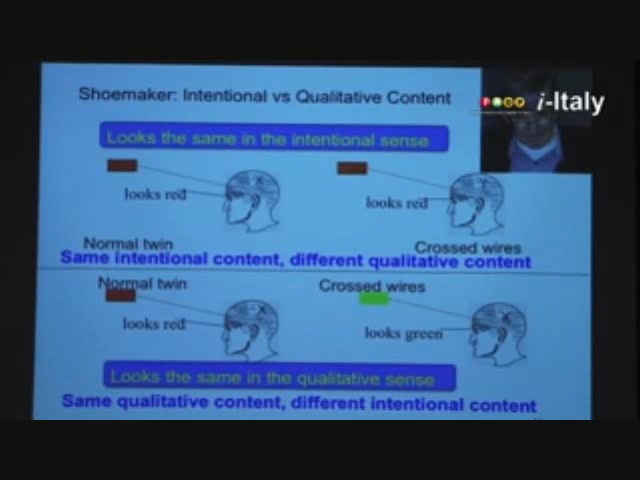 Shoemaker: Intentional vs Qualitative Content
i-Italy
Looks the same in the intentional sense
looks red
looks red
Normal twin
Crossed wires
Same intentional content, different qualitative content
Normal twin
Crossed wires
looks red
looks green
Looks the same in the qualitative sense
Same qualitative content, different intentional content